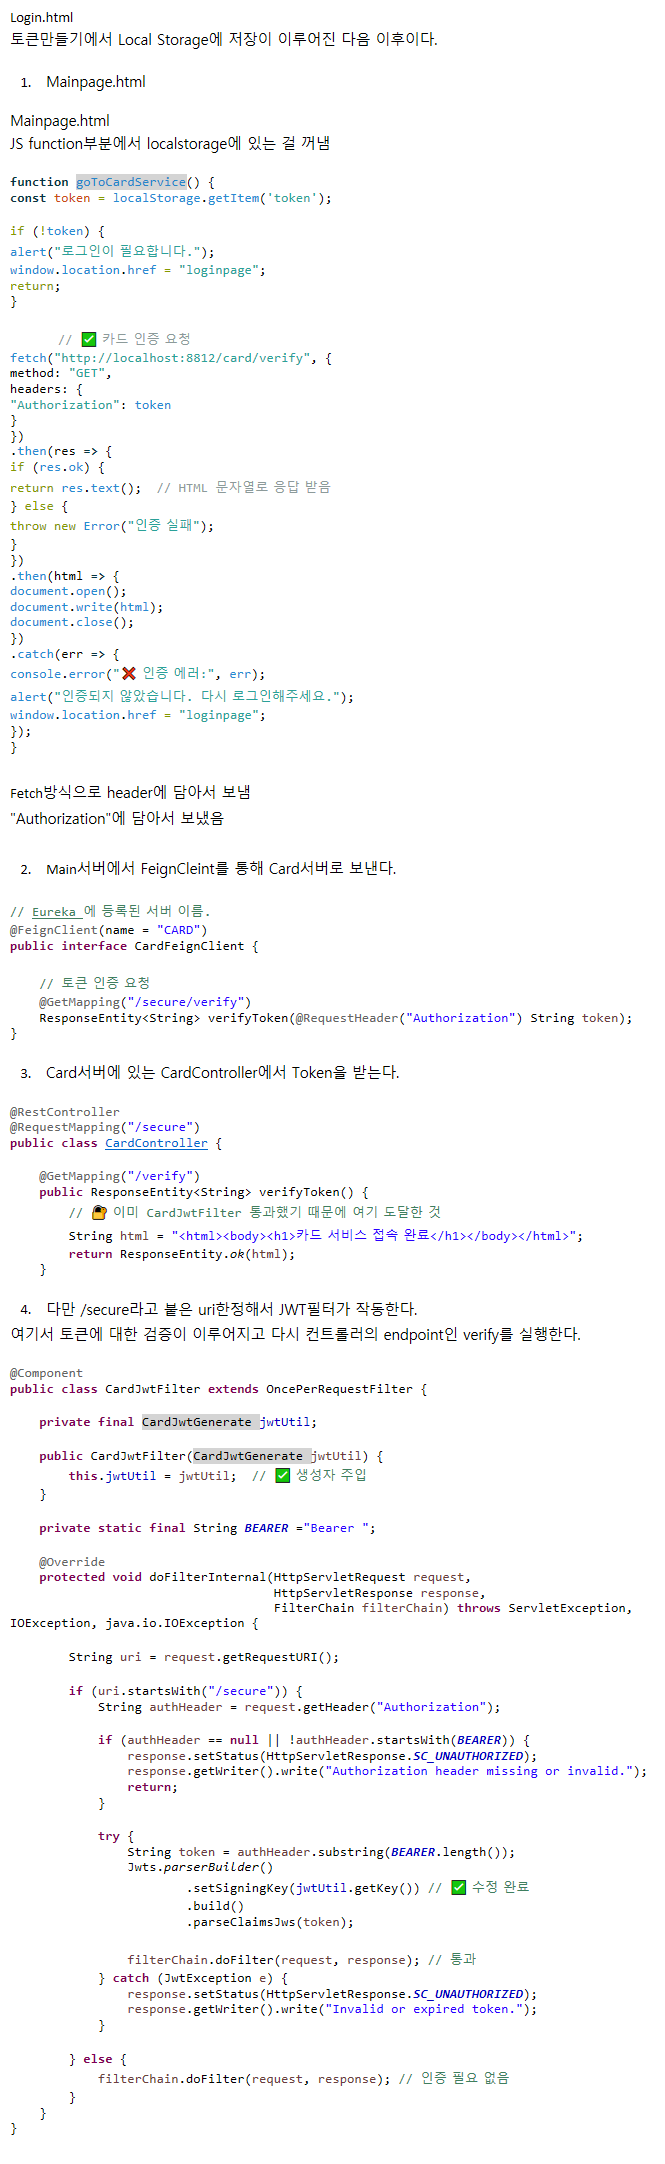 Login.html
토큰만들기에서 Local Storage에 저장이 이루어진 다음 이후이다.
1. Mainpage.html
Mainpage.html
JS function부분에서 localstorage에 있는 걸 꺼냄
function goToCardService() {
const token = localStorage.getItem('token');
if (!token) {
alert("로그인이 필요합니다.");
window.location.href = "loginpage";
return;
}
// ✅ 카드 인증 요청
fetch("http://localhost:8812/card/verify", {
method: "GET",
headers: {
"Authorization": token
}
})
.then(res => {
if (res.ok) {
return res.text(); // HTML 문자열로 응답 받음
} else {
throw new Error("인증 실패");
}
})
.then(html => {
document.open();
document.write(html);
document.close();
})
.catch(err => {
console.error("❌ 인증 에러:", err);
alert("인증되지 않았습니다. 다시 로그인해주세요.");
window.location.href = "loginpage";
});
}
Fetch방식으로 header에 담아서 보냄
"Authorization"에 담아서 보냈음
2. Main서버에서 FeignCleint를 통해 Card서버로 보낸다.
// Eureka 에 등록된 서버 이름.
@FeignClient(name = "CARD")
public interface CardFeignClient {
// 토큰 인증 요청
@GetMapping("/secure/verify")
ResponseEntity<String> verifyToken(@RequestHeader("Authorization") String token);
}
3. Card서버에 있는 CardController에서 Token을 받는다.
@RestController
@RequestMapping("/secure")
public class CardController {
@GetMapping("/verify")
public ResponseEntity<String> verifyToken() {
// 🔐 이미 CardJwtFilter 통과했기 때문에 여기 도달한 것
String html = "<html><body><h1>카드 서비스 접속 완료</h1></body></html>";
return ResponseEntity.ok(html);
}
4. 다만 /secure라고 붙은 uri한정해서 JWT필터가 작동한다.
여기서 토큰에 대한 검증이 이루어지고 다시 컨트롤러의 endpoint인 verify를 실행한다.
@Component
public class CardJwtFilter extends OncePerRequestFilter {
private final CardJwtGenerate jwtUtil;
public CardJwtFilter(CardJwtGenerate jwtUtil) {
this.jwtUtil = jwtUtil; // ✅ 생성자 주입
}
private static final String BEARER ="Bearer ";
@Override
protected void doFilterInternal(HttpServletRequest request,
HttpServletResponse response,
FilterChain filterChain) throws ServletException,
IOException, java.io.IOException {
String uri = request.getRequestURI();
if (uri.startsWith("/secure")) {
String authHeader = request.getHeader("Authorization");
if (authHeader == null || !authHeader.startsWith(BEARER)) {
response.setStatus(HttpServletResponse.SC_UNAUTHORIZED);
response.getWriter().write("Authorization header missing or invalid.");
return;
}
try {
String token = authHeader.substring(BEARER.length());
Jwts.parserBuilder()
.setSigningKey(jwtUtil.getKey()) // ✅ 수정 완료
.build()
.parseClaimsJws(token);
filterChain.doFilter(request, response); // 통과
} catch (JwtException e) {
response.setStatus(HttpServletResponse.SC_UNAUTHORIZED);
response.getWriter().write("Invalid or expired token.");
}
} else {
filterChain.doFilter(request, response); // 인증 필요 없음
}
}
}